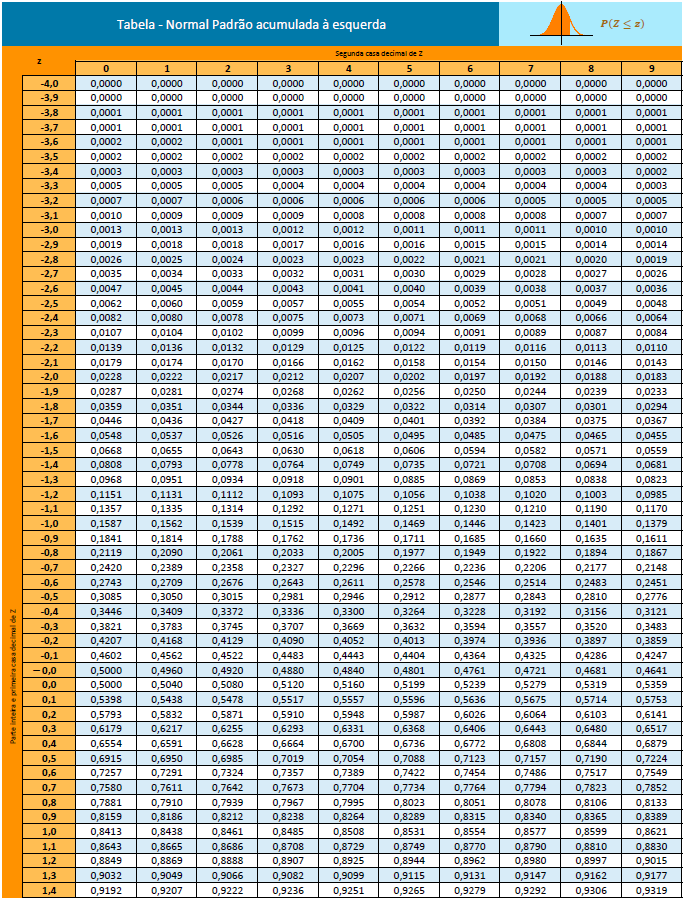 Tabela - Normal Padrão acumulada à esquerda
P(Z ≤ z)
z
Segunda casa decimal de Z
0 1 2 3 4 5 6 7 8 9
-4,0 0,0000 0,0000 0,0000 0,0000 0,0000 0,0000 0,0000 0,0000 0,0000 0,0000
-3,9 0,0000 0,0000 0,0000 0,0000 0,0000 0,0000 0,0000 0,0000 0,0000 0,0000
-3,8 0,0001 0,0001 0,0001 0,0001 0,0001 0,0001 0,0001 0,0001 0,0001 0,0001
-3,7 0,0001 0,0001 0,0001 0,0001 0,0001 0,0001 0,0001 0,0001 0,0001 0,0001
-3,6 0,0002 0,0002 0,0001 0,0001 0,0001 0,0001 0,0001 0,0001 0,0001 0,0001
-3,5 0,0002 0,0002 0,0002 0,0002 0,0002 0,0002 0,0002 0,0002 0,0002 0,0002
-3,4 0,0003 0,0003 0,0003 0,0003 0,0003 0,0003 0,0003 0,0003 0,0003 0,0002
-3,3 0,0005 0,0005 0,0005 0,0004 0,0004 0,0004 0,0004 0,0004 0,0004 0,0003
-3,2 0,0007 0,0007 0,0006 0,0006 0,0006 0,0006 0,0006 0,0005 0,0005 0,0005
-3,1 0,0010 0,0009 0,0009 0,0009 0,0008 0,0008 0,0008 0,0008 0,0007 0,0007
-3,0 0,0013 0,0013 0,0013 0,0012 0,0012 0,0011 0,0011 0,0011 0,0010 0,0010
-2,9 0,0019 0,0018 0,0018 0,0017 0,0016 0,0016 0,0015 0,0015 0,0014 0,0014
-2,8 0,0026 0,0025 0,0024 0,0023 0,0023 0,0022 0,0021 0,0021 0,0020 0,0019
-2,7 0,0035 0,0034 0,0033 0,0032 0,0031 0,0030 0,0029 0,0028 0,0027 0,0026
-2,6 0,0047 0,0045 0,0044 0,0043 0,0041 0,0040 0,0039 0,0038 0,0037 0,0036
-2,5 0,0062 0,0060 0,0059 0,0057 0,0055 0,0054 0,0052 0,0051 0,0049 0,0048
-2,4 0,0082 0,0080 0,0078 0,0075 0,0073 0,0071 0,0069 0,0068 0,0066 0,0064
-2,3 0,0107 0,0104 0,0102 0,0099 0,0096 0,0094 0,0091 0,0089 0,0087 0,0084
-2,2 0,0139 0,0136 0,0132 0,0129 0,0125 0,0122 0,0119 0,0116 0,0113 0,0110
-2,1 0,0179 0,0174 0,0170 0,0166 0,0162 0,0158 0,0154 0,0150 0,0146 0,0143
-2,0 0,0228 0,0222 0,0217 0,0212 0,0207 0,0202 0,0197 0,0192 0,0188 0,0183
-1,9 0,0287 0,0281 0,0274 0,0268 0,0262 0,0256 0,0250 0,0244 0,0239 0,0233
-1,8 0,0359 0,0351 0,0344 0,0336 0,0329 0,0322 0,0314 0,0307 0,0301 0,0294
-1,7 0,0446 0,0436 0,0427 0,0418 0,0409 0,0401 0,0392 0,0384 0,0375 0,0367
-1,6 0,0548 0,0537 0,0526 0,0516 0,0505 0,0495 0,0485 0,0475 0,0465 0,0455
-1,5 0,0668 0,0655 0,0643 0,0630 0,0618 0,0606 0,0594 0,0582 0,0571 0,0559
-1,4 0,0808 0,0793 0,0778 0,0764 0,0749 0,0735 0,0721 0,0708 0,0694 0,0681
-1,3 0,0968 0,0951 0,0934 0,0918 0,0901 0,0885 0,0869 0,0853 0,0838 0,0823
-1,2 0,1151 0,1131 0,1112 0,1093 0,1075 0,1056 0,1038 0,1020 0,1003 0,0985
-1,1 0,1357 0,1335 0,1314 0,1292 0,1271 0,1251 0,1230 0,1210 0,1190 0,1170
-1,0 0,1587 0,1562 0,1539 0,1515 0,1492 0,1469 0,1446 0,1423 0,1401 0,1379
-0,9 0,1841 0,1814 0,1788 0,1762 0,1736 0,1711 0,1685 0,1660 0,1635 0,1611
-0,8 0,2119 0,2090 0,2061 0,2033 0,2005 0,1977 0,1949 0,1922 0,1894 0,1867
-0,7 0,2420 0,2389 0,2358 0,2327 0,2296 0,2266 0,2236 0,2206 0,2177 0,2148
-0,6 0,2743 0,2709 0,2676 0,2643 0,2611 0,2578 0,2546 0,2514 0,2483 0,2451
-0,5 0,3085 0,3050 0,3015 0,2981 0,2946 0,2912 0,2877 0,2843 0,2810 0,2776
-0,4 0,3446 0,3409 0,3372 0,3336 0,3300 0,3264 0,3228 0,3192 0,3156 0,3121
-0,3 0,3821 0,3783 0,3745 0,3707 0,3669 0,3632 0,3594 0,3557 0,3520 0,3483
-0,2 0,4207 0,4168 0,4129 0,4090 0,4052 0,4013 0,3974 0,3936 0,3897 0,3859
-0,1 0,4602 0,4562 0,4522 0,4483 0,4443 0,4404 0,4364 0,4325 0,4286 0,4247
−0,0 0,5000 0,4960 0,4920 0,4880 0,4840 0,4801 0,4761 0,4721 0,4681 0,4641
0,0 0,5000 0,5040 0,5080 0,5120 0,5160 0,5199 0,5239 0,5279 0,5319 0,5359
0,1 0,5398 0,5438 0,5478 0,5517 0,5557 0,5596 0,5636 0,5675 0,5714 0,5753
0,2 0,5793 0,5832 0,5871 0,5910 0,5948 0,5987 0,6026 0,6064 0,6103 0,6141
0,3 0,6179 0,6217 0,6255 0,6293 0,6331 0,6368 0,6406 0,6443 0,6480 0,6517
0,4 0,6554 0,6591 0,6628 0,6664 0,6700 0,6736 0,6772 0,6808 0,6844 0,6879
0,5 0,6915 0,6950 0,6985 0,7019 0,7054 0,7088 0,7123 0,7157 0,7190 0,7224
0,6 0,7257 0,7291 0,7324 0,7357 0,7389 0,7422 0,7454 0,7486 0,7517 0,7549
0,7 0,7580 0,7611 0,7642 0,7673 0,7704 0,7734 0,7764 0,7794 0,7823 0,7852
0,8 0,7881 0,7910 0,7939 0,7967 0,7995 0,8023 0,8051 0,8078 0,8106 0,8133
0,9 0,8159 0,8186 0,8212 0,8238 0,8264 0,8289 0,8315 0,8340 0,8365 0,8389
1,0 0,8413 0,8438 0,8461 0,8485 0,8508 0,8531 0,8554 0,8577 0,8599 0,8621
1,1 0,8643 0,8665 0,8686 0,8708 0,8729 0,8749 0,8770 0,8790 0,8810 0,8830
1,2 0,8849 0,8869 0,8888 0,8907 0,8925 0,8944 0,8962 0,8980 0,8997 0,9015
1,3 0,9032 0,9049 0,9066 0,9082 0,9099 0,9115 0,9131 0,9147 0,9162 0,9177
1,4 0,9192 0,9207 0,9222 0,9236 0,9251 0,9265 0,9279 0,9292 0,9306 0,9319
Parte inteira e primeira casa decimal de Z